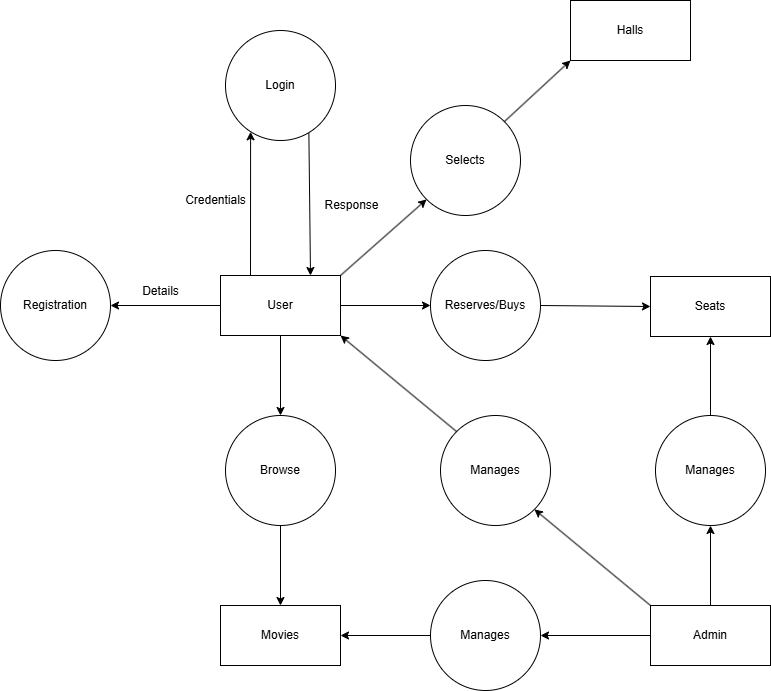 Halls
Login
Selects
Credentials
Response
Details
Registration
User
Reserves/Buys
Seats
Browse
Manages
Manages
Movies
Manages
Admin